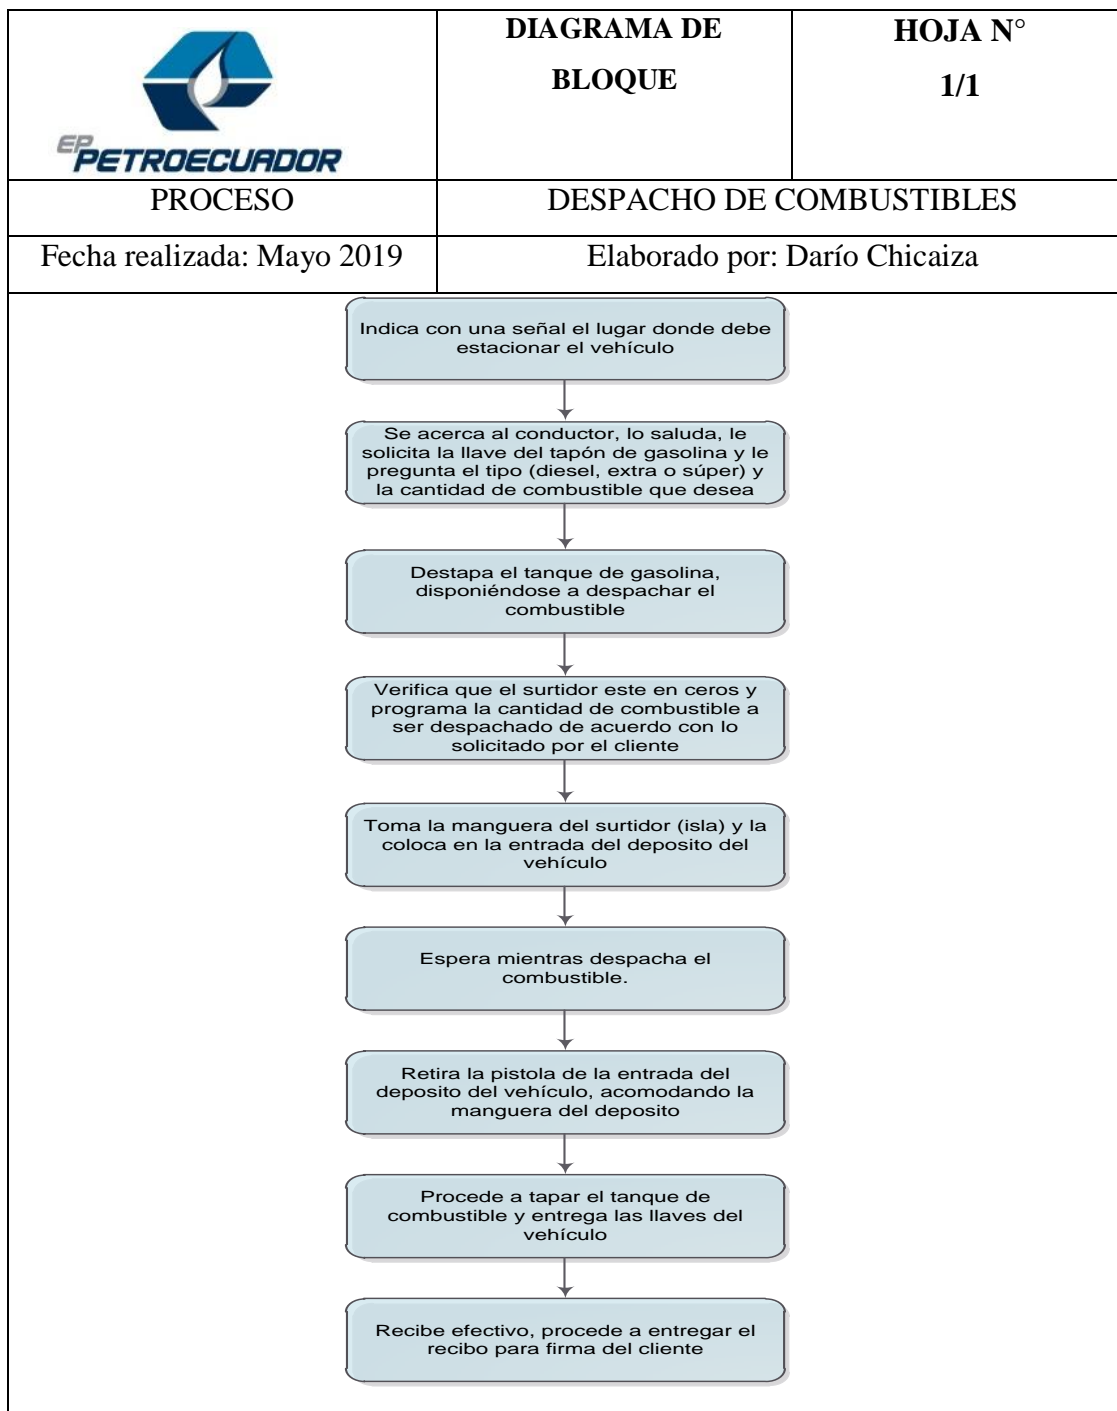 EP
PETROECUADOR
DIAGRAMA DE
BLOQUE
HOJA N°
1/1
PROCESO
DESPACHO DE COMBUSTIBLES
Fecha realizada: Mayo 2019
Elaborado por: Darío Chicaiza
Indica con una señal el lugar donde debe
estacionar el vehículo
Se acerca al conductor, lo saluda, le
solicita la llave del tapón de gasolina y le
pregunta el tipo (diesel, extra o súper) y
la cantidad de combustible que desea
Destapa el tanque de gasolina,
disponiéndose a despachar el
combustible
Verifica que el surtidor este en ceros y
programa la cantidad de combustible a
ser despachado de acuerdo con lo
solicitado por el cliente
Toma la manguera del surtidor (isla) y la
coloca en la entrada del deposito del
vehículo
Espera mientras despacha el
combustible.
Retira la pistola de la entrada del
deposito del vehículo, acomodando la
manguera del deposito
Procede a tapar el tanque de
combustible y entrega las llaves del
vehículo
Recibe efectivo, procede a entregar el
recibo para firma del cliente